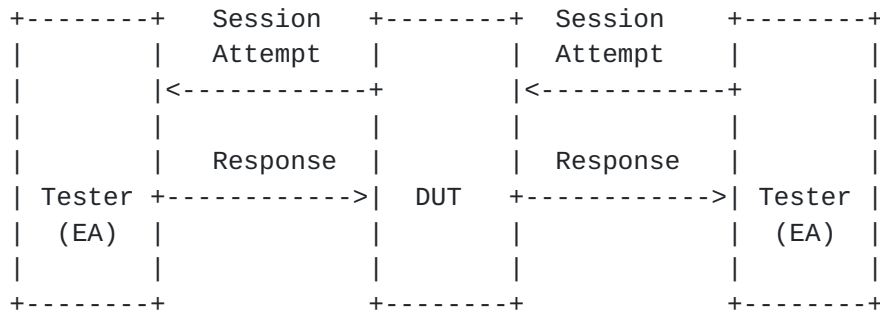 Session Session
Attempt Attempt
Response Response
Tester DUT Tester
(EA) (EA)